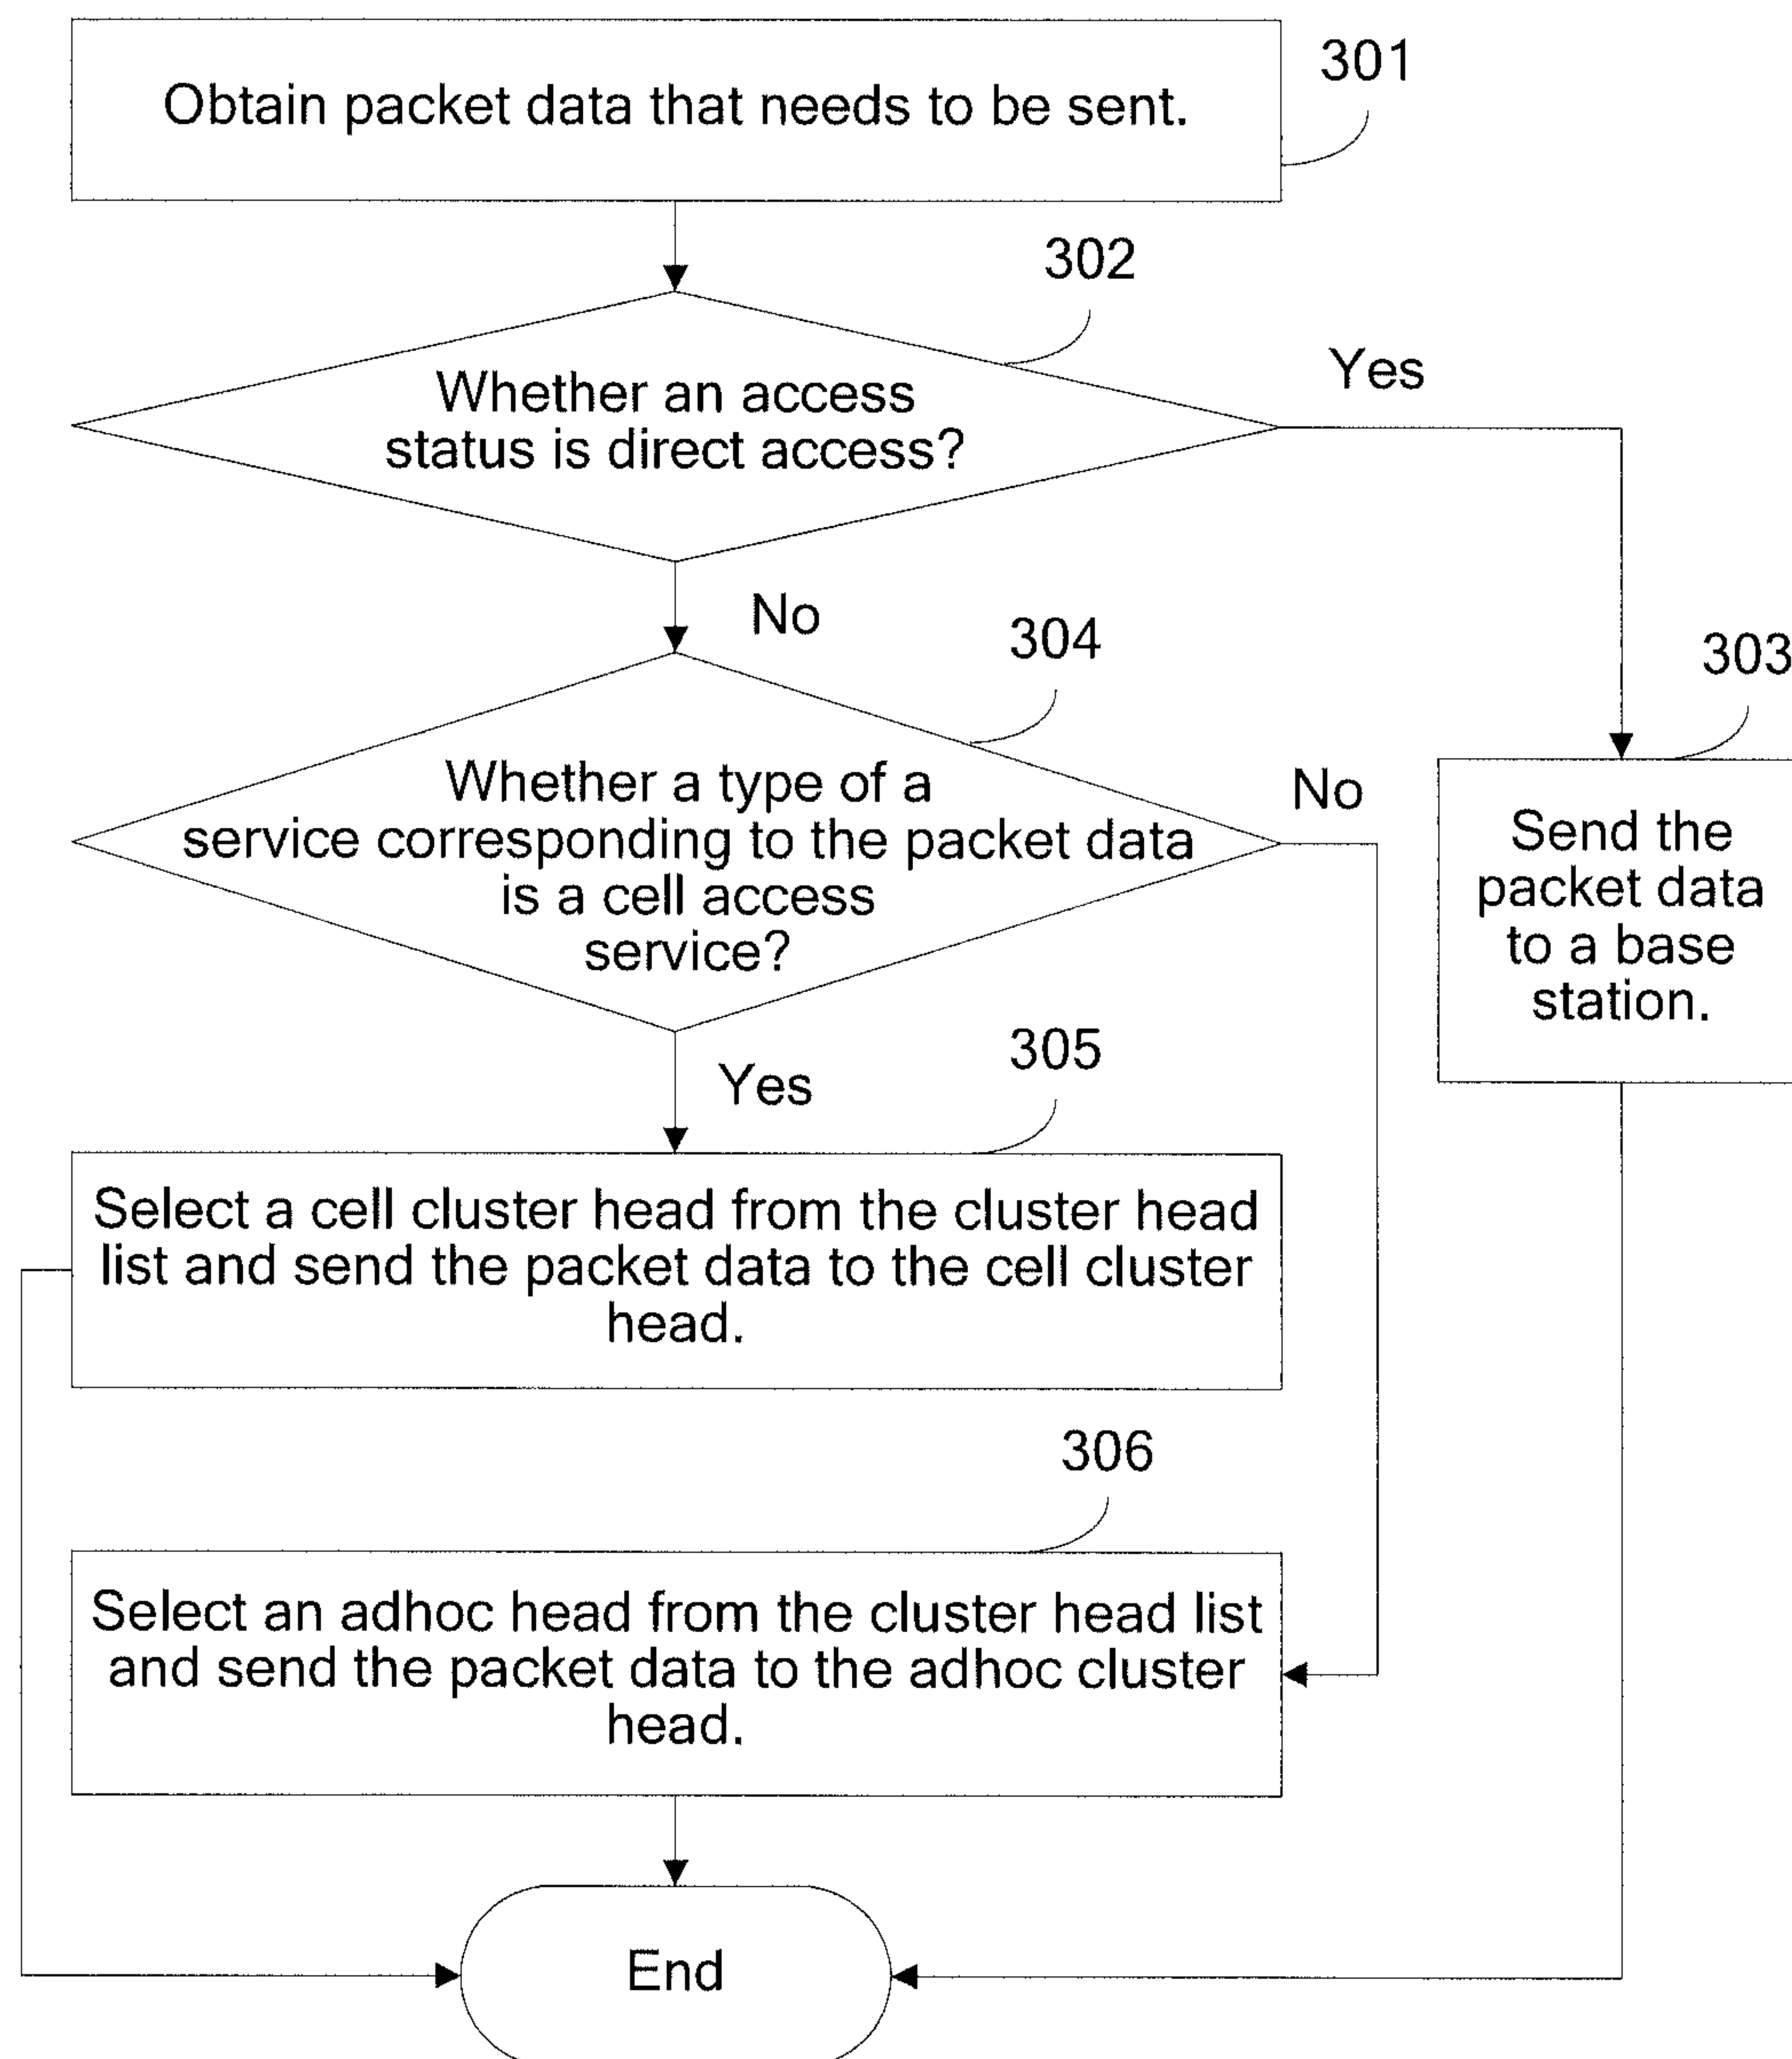 Obtain packet data that needs to be sent.
301
302
Whether an access
status is direct access?
Yes
No
304
303
Whether a type of a
service corresponding to the packet data
is a cell access
service?
No
Send the
packet data
to a base
station.
Yes
305
Select a cell cluster head from the cluster head
list and send the packet data to the cell cluster
head.
306
Select an adhoc head from the cluster head list
and send the packet data to the adhoc cluster
head.
End